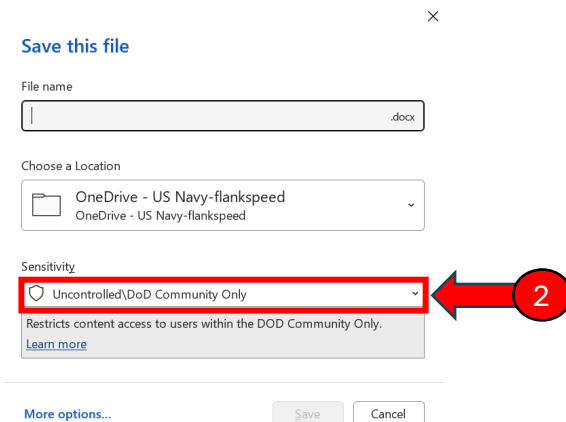 Save this file
File name
.docx
Choose a Location
OneDrive - US Navy-flankspeed
OneDrive - US Navy-flankspeed
Sensitivity
Uncontrolled\DoD Community Only
2
Restricts content access to users within the DOD Community Only.
Learn more
More options...
Save
Cancel